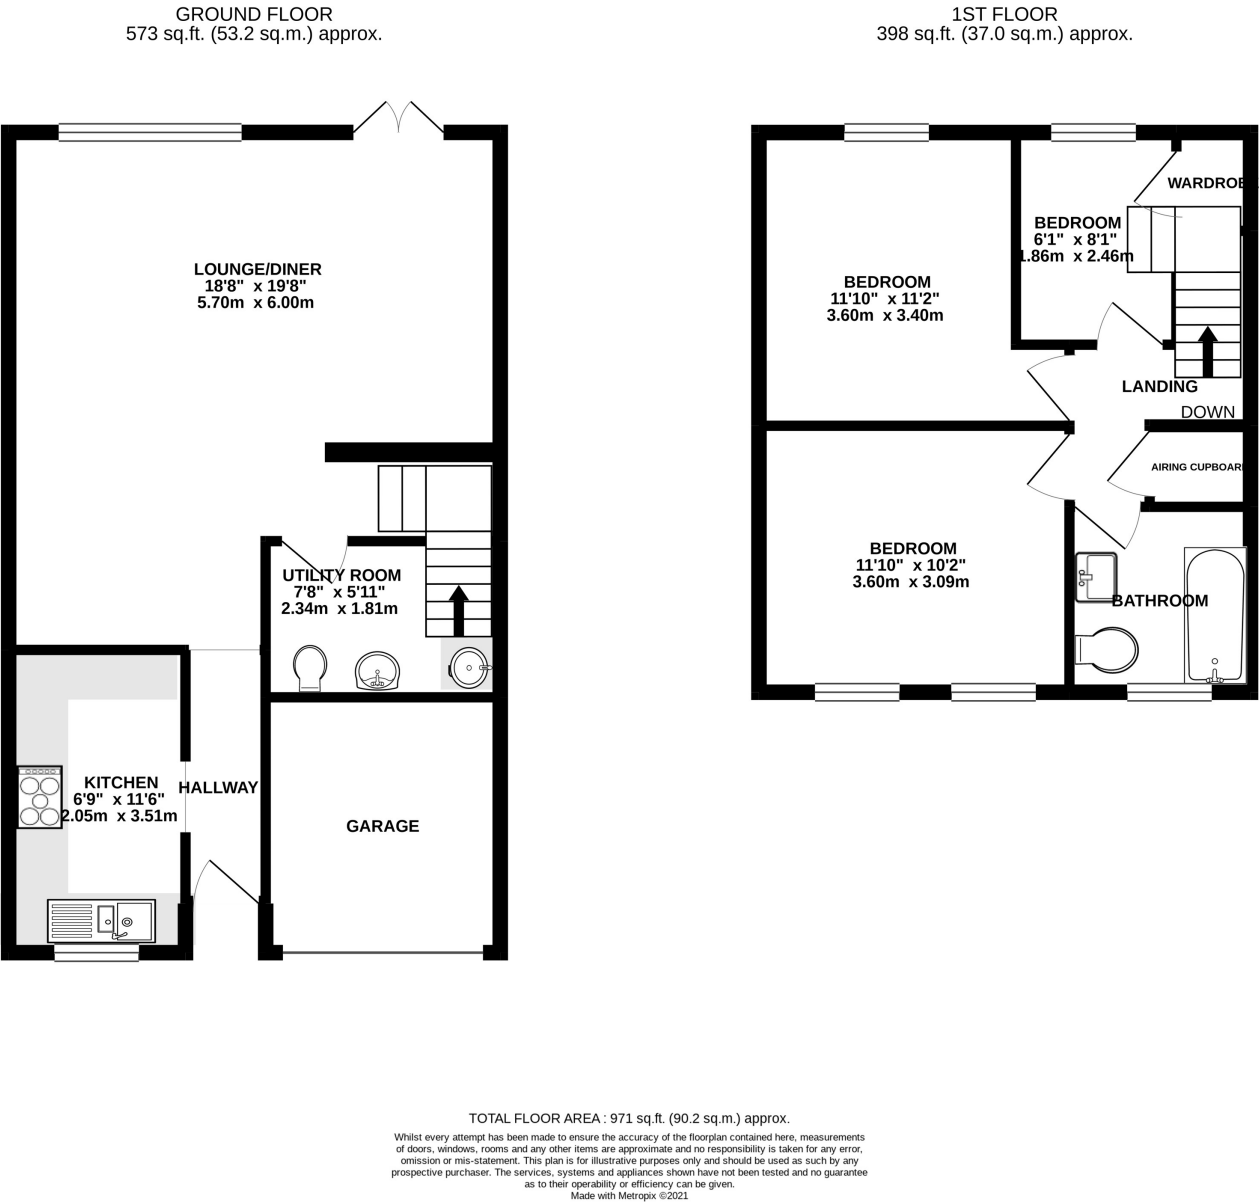 GROUND FLOOR
573 sq.ft. (53.2 sq.m.) approx.
1ST FLOOR
398 sq.ft. (37.0 sq.m.) approx.
LOUNGE/DINER
18'8" x 19'8"
5.70m x 6.00m
UTILITY ROOM
7'8" x 5'11"
2.34m x 1.81m
KITCHEN
6'9" x 11'6"
2.05m x 3.51m
HALLWAY
GARAGE
BEDROOM
11'10" x 11'2"
3.60m x 3.40m
BEDROOM
6'1" x 8'1"
1.86m x 2.46m
WARDROBE
LANDING
DOWN
AIRING CUPBOARD
BEDROOM
11'10" x 10'2"
3.60m x 3.09m
BATHROOM
TOTAL FLOOR AREA : 971 sq.ft. (90.2 sq.m.) approx.
Whilst every attempt has been made to ensure the accuracy of the floorplan contained here, measurements
of doors, windows, rooms and any other items are approximate and no responsibility is taken for any error,
omission or mis-statement. This plan is for illustrative purposes only and should be used as such by any
prospective purchaser. The services, systems and appliances shown have not been tested and no guarantee
as to their operability or efficiency can be given.
Made with Metropix ©2021